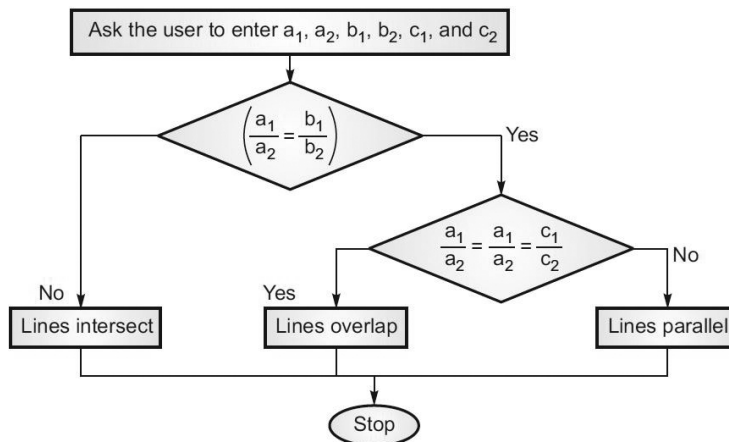 Ask the user to enter a₁, a₂, b₁, b₂, c₁, and c₂
(a₁/a₂ = b₁/b₂)
Yes
a₁/a₂ = a₁/a₂ = c₁/c₂
No
No
Yes
Lines intersect
Lines overlap
Lines parallel
Stop